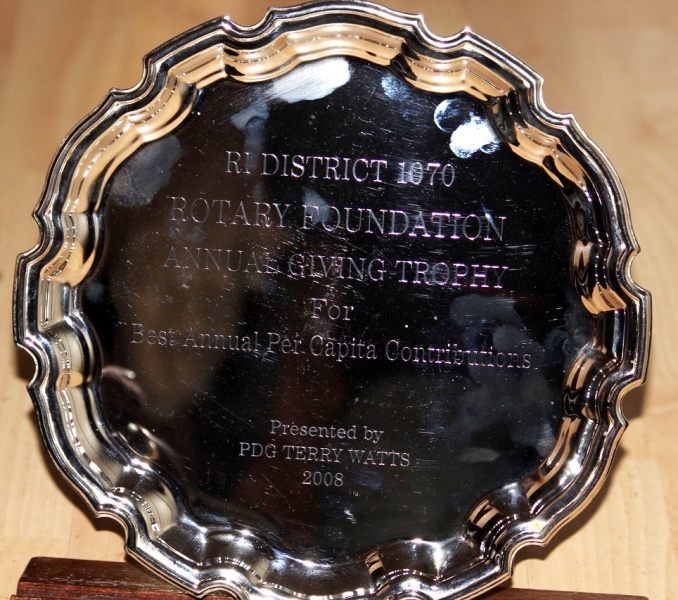 RI DISTRICT 1070
ROTARY FOUNDATION
ANNUAL GIVING TROPHY
For
Best Annual Per Capita Contributions
Presented by
PDG TERRY WATTS
2008